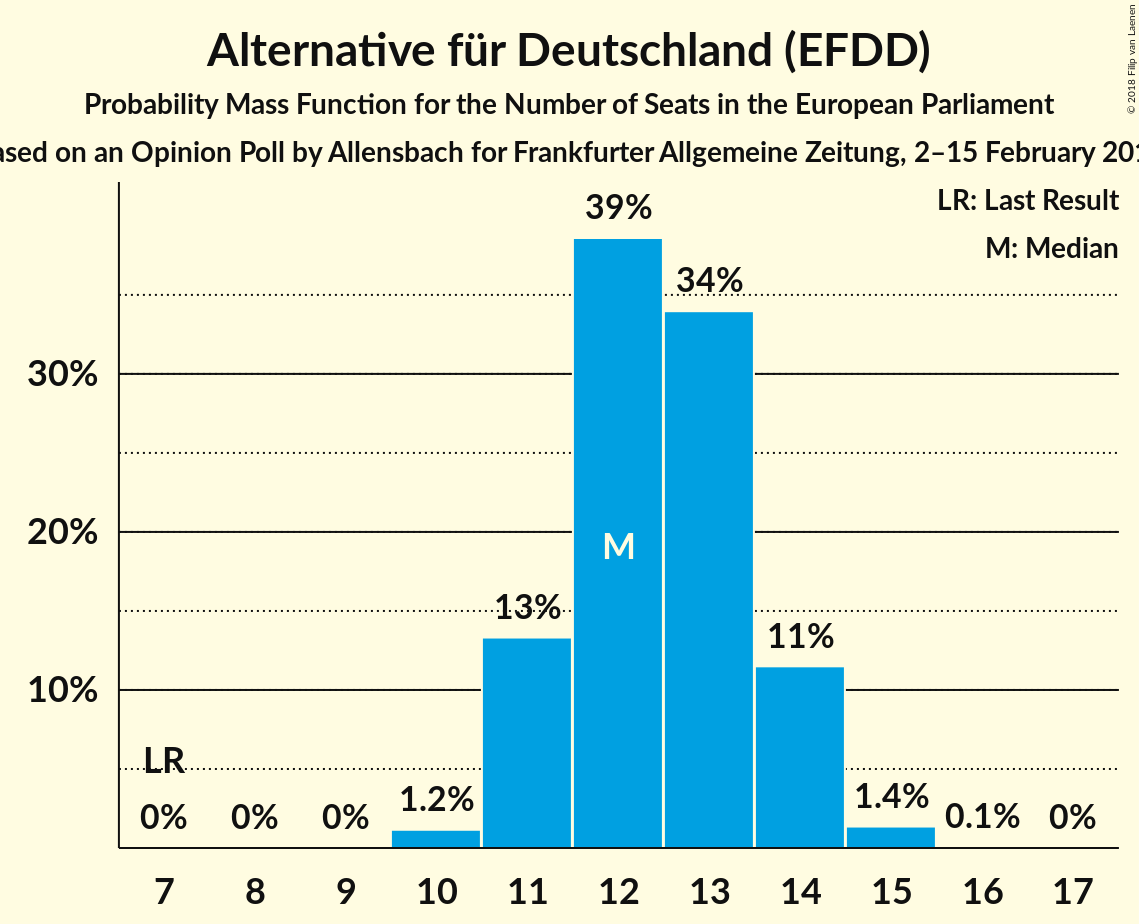 Alternative für Deutschland (EFDD)
Probability Mass Function for the Number of Seats in the European Parliament
on an Opinion Poll by Allensbach for Frankfurter Allgemeine Zeitung, 2–15 February
© 2018 Filip van Laenen
LR: Last Result
M: Median
39%
34%
30%
20%
M
13%
11%
10%
LR
0%
0%
0%
1.2%
1.4%
0.1%
0%
7 8 9 10 11 12 13 14 15 16 17